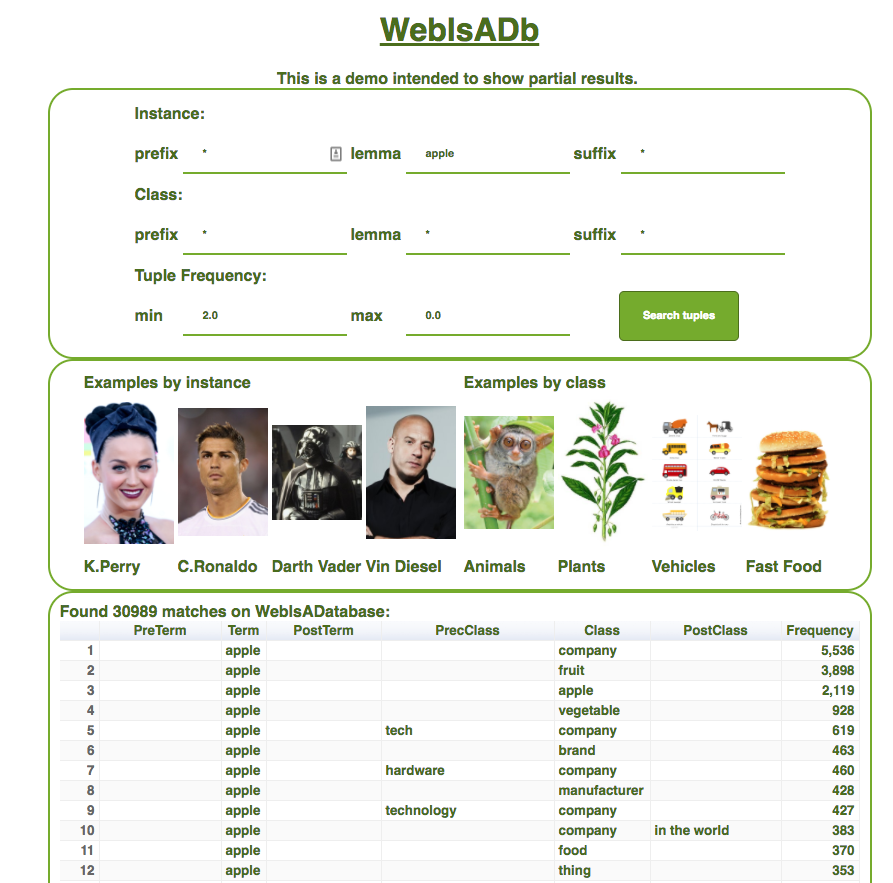 WebIsADb
This is a demo intended to show partial results.
Instance:
prefix * lemma apple suffix *
Class:
prefix * lemma * suffix *
Tuple Frequency:
min 2.0 max 0.0 Search tuples
Examples by instance Examples by class
K.Perry C.Ronaldo Darth Vader Vin Diesel Animals Plants Vehicles Fast Food
Found 30989 matches on WebIsADatabase:
PreTerm Term PostTerm PrecClass Class PostClass Frequency
1 apple company 5,536
2 apple fruit 3,898
3 apple apple 2,119
4 apple vegetable 928
5 apple tech company 619
6 apple brand 463
7 apple hardware company 460
8 apple manufacturer 428
9 apple technology company 427
10 apple company in the world 383
11 apple food 370
12 apple thing 353